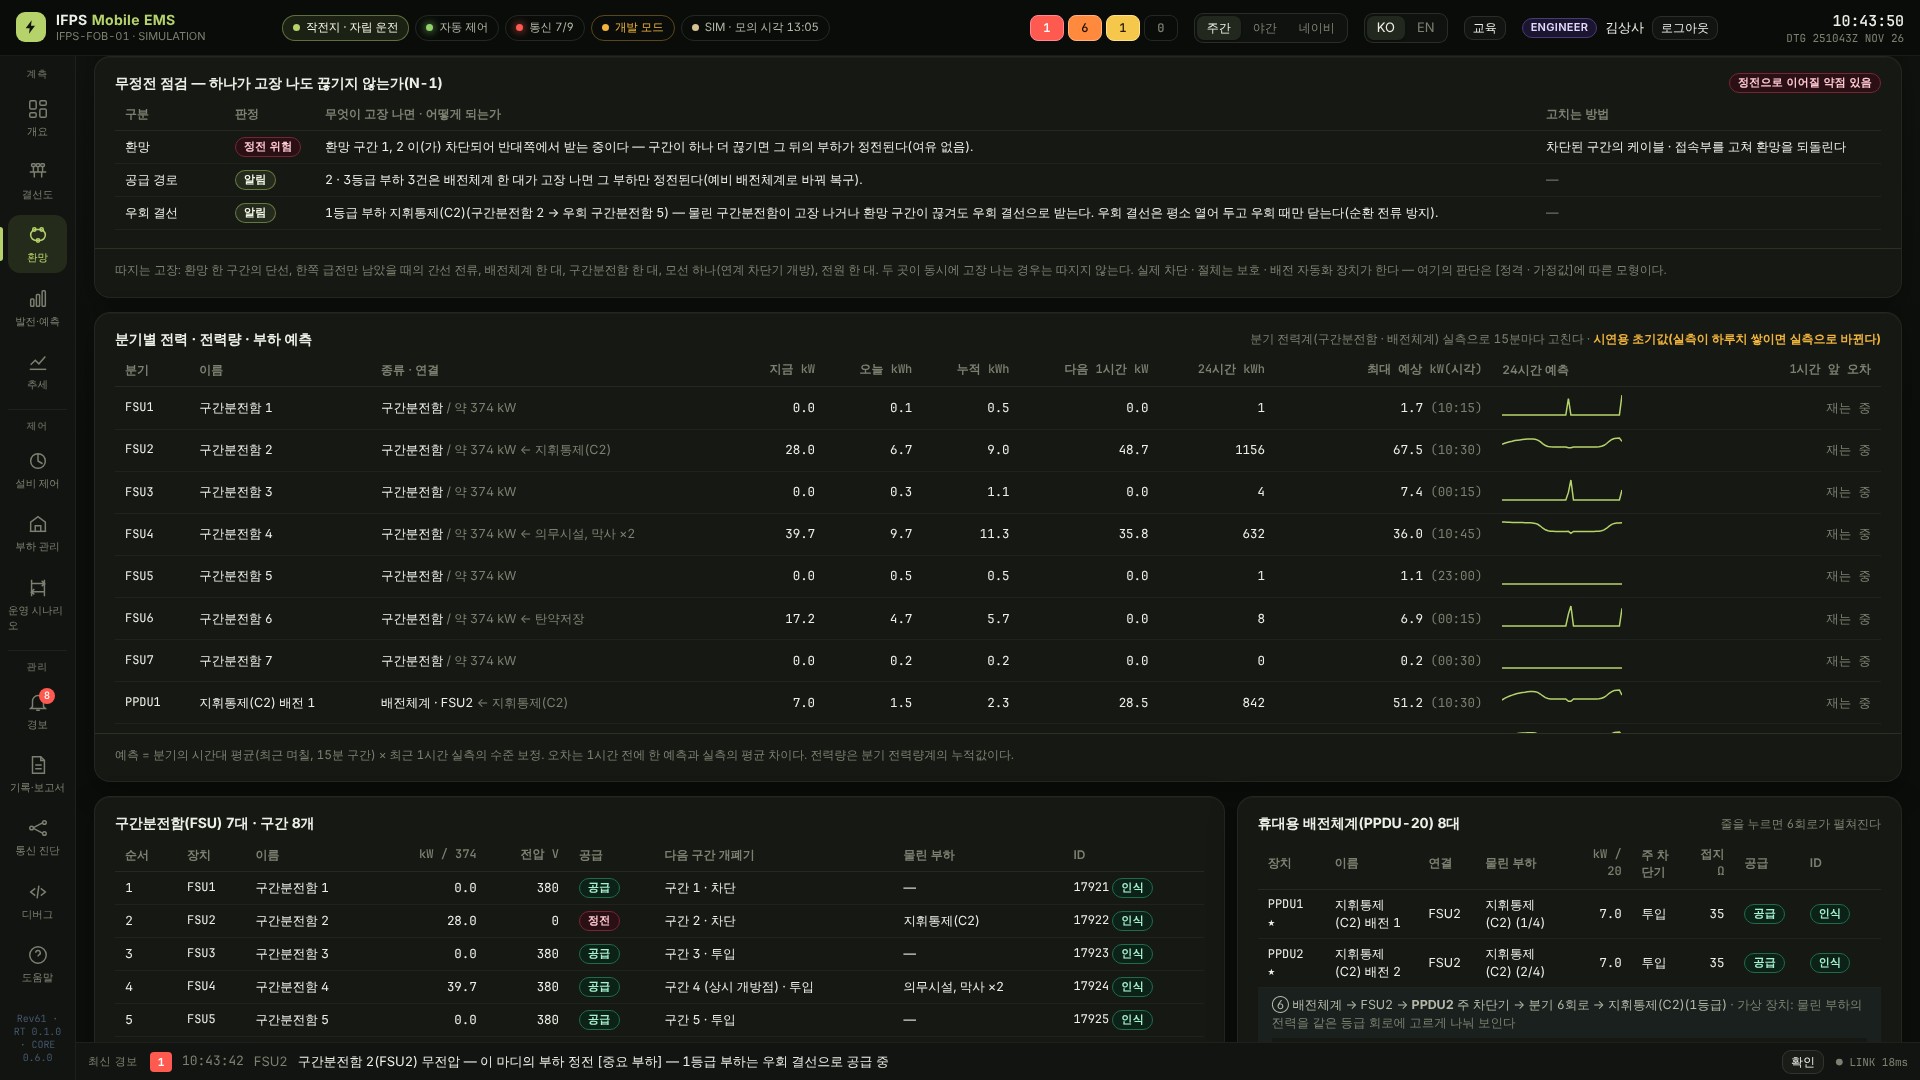 IFPS Mobile EMS
IFPS-FOB-01 · SIMULATION
작전지 · 자립 운전
자동 제어
통신 7/9
개발 모드
SIM · 모의 시각 13:05
1 6 1 0
주간 야간 네이비
KO EN
교육
ENGINEER 김상사 로그아웃
10:43:50
DTG 251043Z NOV 26
계측
개요
결선도
환망
발전·예측
추세
제어
설비 제어
부하 관리
운영 시나리오
관리
8
경보
기록·보고서
통신 진단
디버그
도움말
Rev61 ·
RT 0.1.0
· CORE
0.6.0
무정전 점검 — 하나가 고장 나도 끊기지 않는가(N-1)
정전으로 이어질 약점 있음
구분 판정 무엇이 고장 나면 · 어떻게 되는가 고치는 방법
환망 정전 위험 환망 구간 1, 2 이(가) 차단되어 반대쪽에서 받는 중이다 — 구간이 하나 더 끊기면 그 뒤의 부하가 정전된다(여유 없음). 차단된 구간의 케이블 · 접속부를 고쳐 환망을 되돌린다
공급 경로 알림 2 · 3등급 부하 3건은 배전체계 한 대가 고장 나면 그 부하만 정전된다(예비 배전체계로 바꿔 복구). —
우회 결선 알림 1등급 부하 지휘통제(C2)(구간분전함 2 → 우회 구간분전함 5) — 물린 구간분전함이 고장 나거나 환망 구간이 끊겨도 우회 결선으로 받는다. 우회 결선은 평소 열어 두고 우회 때만 닫는다(순환 전류 방지). —
따지는 고장: 환망 한 구간의 단선, 한쪽 급전만 남았을 때의 간선 전류, 배전체계 한 대, 구간분전함 한 대, 모선 하나(연계 차단기 개방), 전원 한 대. 두 곳이 동시에 고장 나는 경우는 따지지 않는다. 실제 차단 · 절체는 보호 · 배전 자동화 장치가 한다 — 여기의 판단은 [정격 · 가정값]에 따른 모형이다.
분기별 전력 · 전력량 · 부하 예측
분기 전력계(구간분전함 · 배전체계) 실측으로 15분마다 고친다 · 시연용 초기값(실측이 하루치 쌓이면 실측으로 바뀐다)
분기 이름 종류 · 연결 지금 kW 오늘 kWh 누적 kWh 다음 1시간 kW 24시간 kWh 최대 예상 kW(시각) 24시간 예측 1시간 앞 오차
FSU1 구간분전함 1 구간분전함 / 약 374 kW 0.0 0.1 0.5 0.0 1 1.7 (10:15) 재는 중
FSU2 구간분전함 2 구간분전함 / 약 374 kW ← 지휘통제(C2) 28.0 6.7 9.0 48.7 1156 67.5 (10:30) 재는 중
FSU3 구간분전함 3 구간분전함 / 약 374 kW 0.0 0.3 1.1 0.0 4 7.4 (00:15) 재는 중
FSU4 구간분전함 4 구간분전함 / 약 374 kW ← 의무시설, 막사 ×2 39.7 9.7 11.3 35.8 632 36.0 (10:45) 재는 중
FSU5 구간분전함 5 구간분전함 / 약 374 kW 0.0 0.5 0.5 0.0 1 1.1 (23:00) 재는 중
FSU6 구간분전함 6 구간분전함 / 약 374 kW ← 탄약저장 17.2 4.7 5.7 0.0 8 6.9 (00:15) 재는 중
FSU7 구간분전함 7 구간분전함 / 약 374 kW 0.0 0.2 0.2 0.0 0 0.2 (00:30) 재는 중
PPDU1 지휘통제(C2) 배전 1 배전체계 · FSU2 ← 지휘통제(C2) 7.0 1.5 2.3 28.5 842 51.2 (10:30) 재는 중
예측 = 분기의 시간대 평균(최근 며칠, 15분 구간) × 최근 1시간 실측의 수준 보정. 오차는 1시간 전에 한 예측과 실측의 평균 차이다. 전력량은 분기 전력량계의 누적값이다.
구간분전함(FSU) 7대 · 구간 8개
순서 장치 이름 kW / 374 전압 V 공급 다음 구간 개폐기 물린 부하 ID
1 FSU1 구간분전함 1 0.0 380 공급 구간 1 · 차단 — 17921 인식
2 FSU2 구간분전함 2 28.0 0 정전 구간 2 · 차단 지휘통제(C2) 17922 인식
3 FSU3 구간분전함 3 0.0 380 공급 구간 3 · 투입 — 17923 인식
4 FSU4 구간분전함 4 39.7 380 공급 구간 4 (상시 개방점) · 투입 의무시설, 막사 ×2 17924 인식
5 FSU5 구간분전함 5 0.0 380 공급 구간 5 · 투입 — 17925 인식
휴대용 배전체계(PPDU-20) 8대
줄을 누르면 6회로가 펼쳐진다
장치 이름 연결 물린 부하 kW / 20 주 차단기 접지 Ω 공급 ID
PPDU1 ★ 지휘통제(C2) 배전 1 FSU2 지휘통제(C2) (1/4) 7.0 투입 35 공급 인식
PPDU2 ★ 지휘통제(C2) 배전 2 FSU2 지휘통제(C2) (2/4) 7.0 투입 35 공급 인식
⑥ 배전체계 → FSU2 → PPDU2 주 차단기 → 분기 6회로 → 지휘통제(C2)(1등급) · 가상 장치: 물린 부하의
전력을 같은 등급 회로에 고르게 나눠 보인다
최신 경보 1 10:43:42 FSU2 구간분전함 2(FSU2) 무전압 — 이 마디의 부하 정전 [중요 부하] — 1등급 부하는 우회 결선으로 공급 중
확인
LINK 18ms